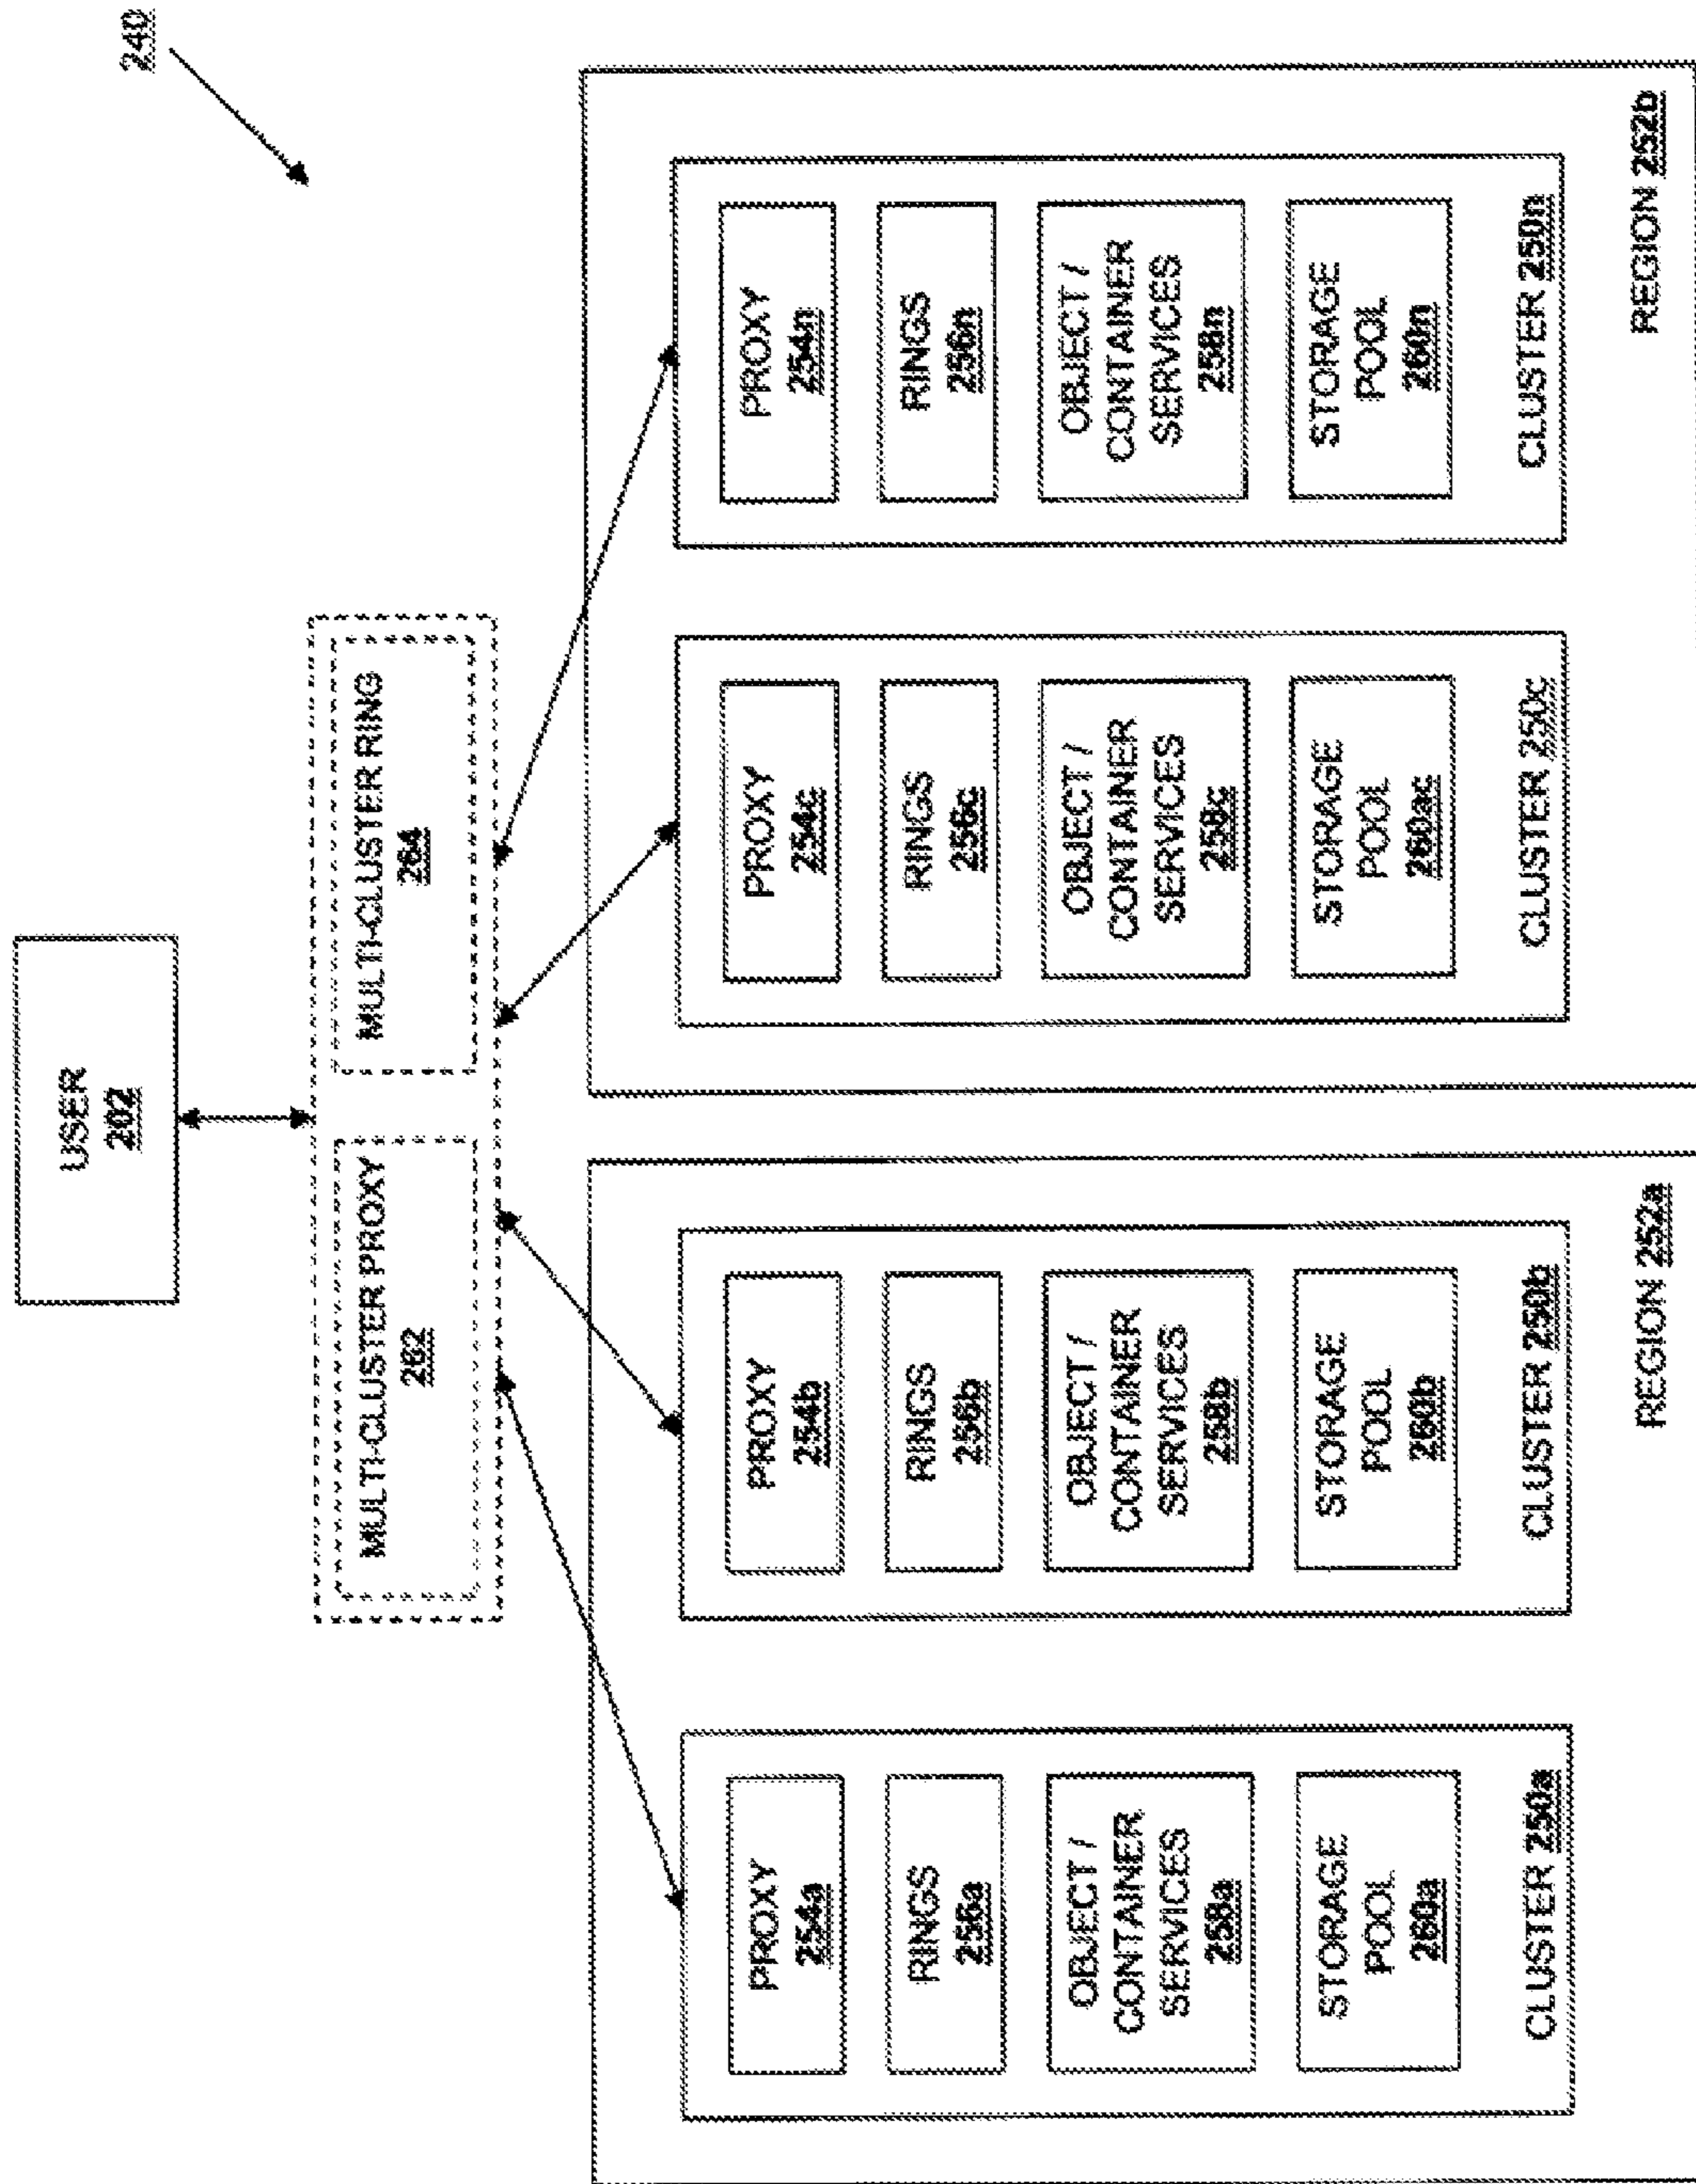 240
USER
202
MULTI-CLUSTER PROXY
262
MULTI-CLUSTER RING
264
PROXY
254a
RINGS
256a
OBJECT /
CONTAINER
SERVICES
258a
STORAGE
POOL
260a
CLUSTER 250a
PROXY
254b
RINGS
256b
OBJECT /
CONTAINER
SERVICES
258b
STORAGE
POOL
260b
CLUSTER 250b
REGION 252a
PROXY
254c
RINGS
256c
OBJECT /
CONTAINER
SERVICES
258c
STORAGE
POOL
260ac
CLUSTER 250c
PROXY
254n
RINGS
256n
OBJECT /
CONTAINER
SERVICES
258n
STORAGE
POOL
260n
CLUSTER 250n
REGION 252b